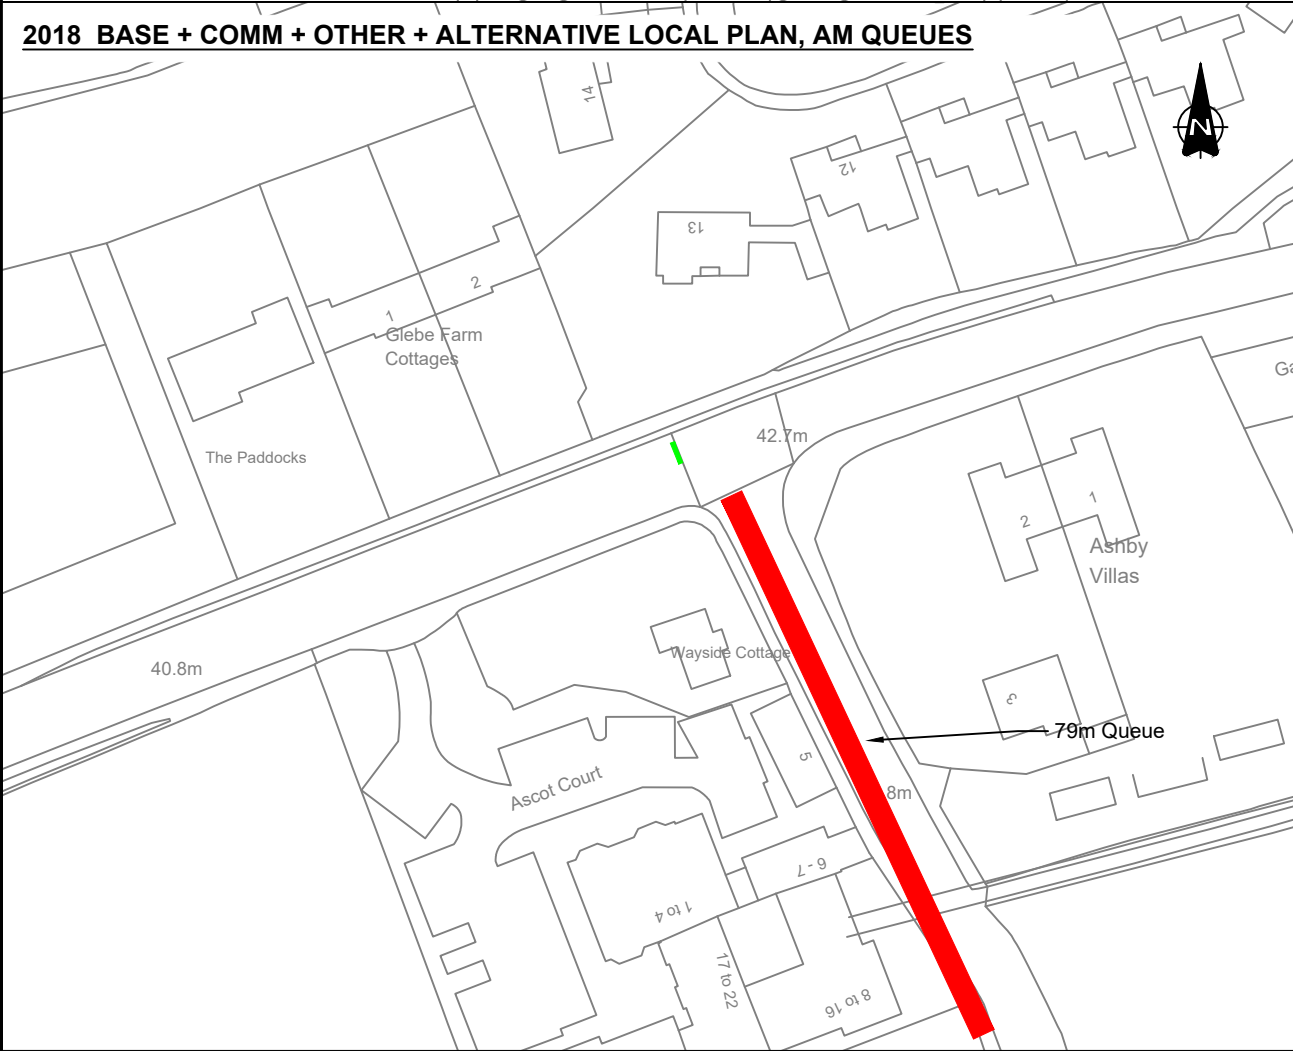 2018 BASE + COMM + OTHER + ALTERNATIVE LOCAL PLAN, AM QUEUES
14
N
12
13
2
1
Glebe Farm
Cottages
Ga
42.7m
The Paddocks
1
2
Ashby
Villas
Wayside Cottage
40.8m
3
79m Queue
5
Ascot Court
8m
6 - 7
1 to 4
17 to 22
8 to 16